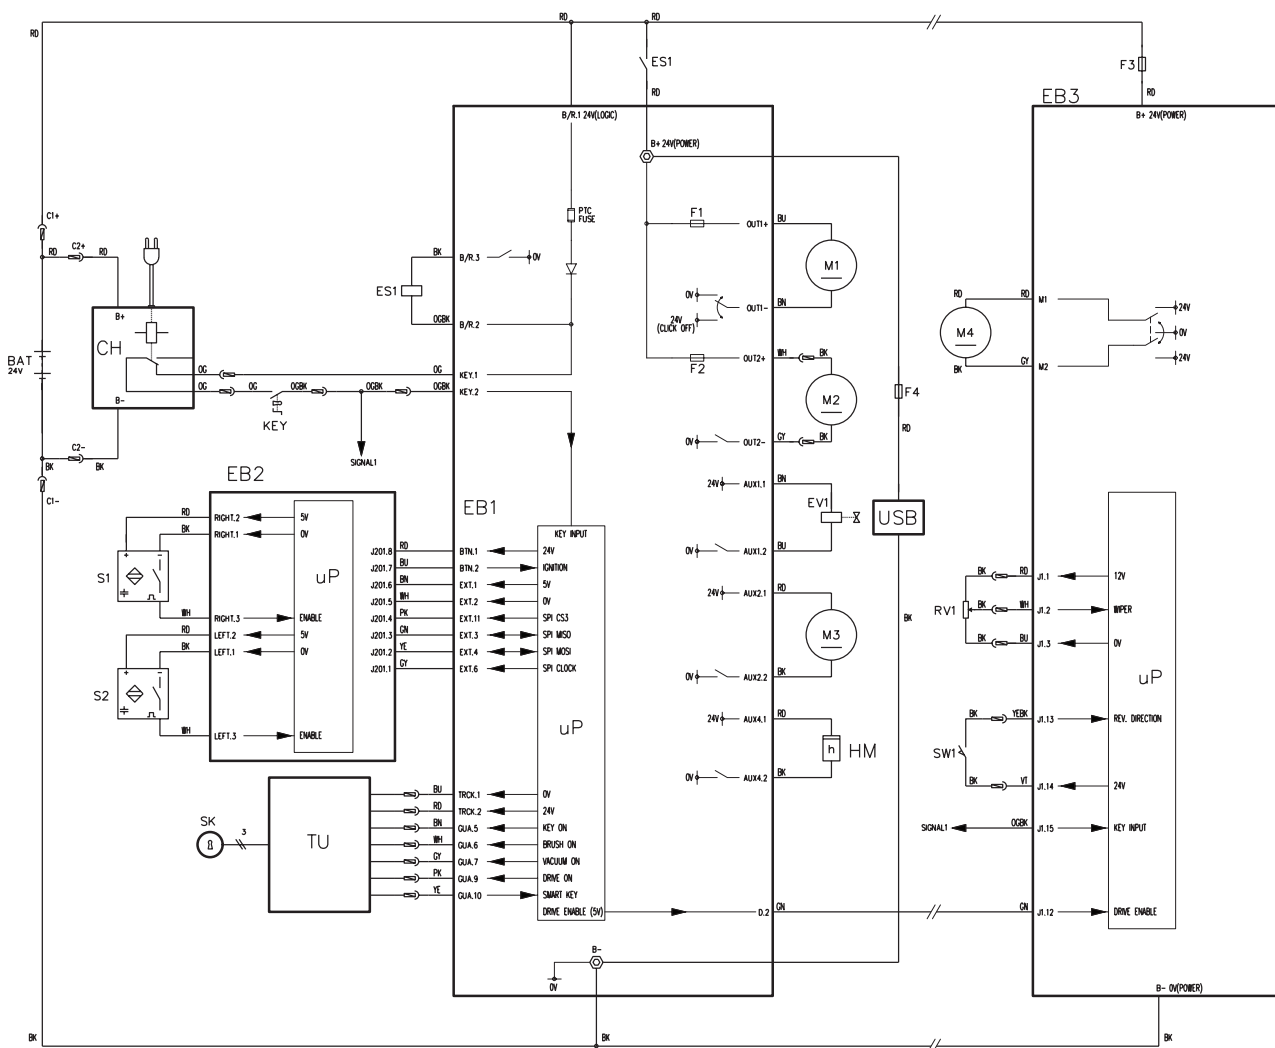 RD RD RD
RD ES1 F3
RD RD
EB3
B/R.1 24V(LOGIC) B+ 24V(POWER)
B+ 24V(POWER)
C1+ PTC
FUSE F1 OUT1+ BU
C2+
RD RD BK B/R.3 0V M1
ES1
0V RD RD M1 24V
B+ OGBK B/R.2 24V
(CLICK OFF) OUT1- BN
CH M4 0V
BAT
24V WH BK GY M2 24V
OG OG KEY.1 F2 OUT2+ BK
OG OG OGBK OGBK OGBK KEY.2 F4
B- M2
KEY RD
C2- 0V OUT2- GY BK
BK BK SIGNAL1
EB2 24V AUX1.1 BN
C1- EB1 EV1
USB
RD RIGHT.2 5V KEY INPUT
BK RIGHT.1 0V
J201.8 RD BTN.1 24V 0V AUX1.2 BU
uP J201.7 BU BTN.2 IGNITION BK RD J1.1 12V
S1 J201.6 BN EXT.1 5V 24V AUX2.1 RD
J201.5 WH EXT.2 0V RV1 BK WH J1.2 WIPER
WH RIGHT.3 ENABLE J201.4 PK EXT.11 SPI CS3 BK
RD LEFT.2 5V J201.3 GN EXT.3 SPI MISO M3 BK BU J1.3 0V
BK LEFT.1 0V J201.2 YE EXT.4 SPI MOSI
J201.1 GY EXT.6 SPI CLOCK 0V AUX2.2 BK uP
S2
24V AUX4.1 RD BK YEBK J1.13 REV. DIRECTION
WH LEFT.3 ENABLE uP
h HM SW1
0V AUX4.2 BK BK VT J1.14 24V
BU TRCK.1 0V
RD TRCK.2 24V
SK BN GUA.5 KEY ON SIGNAL1 OGBK J1.15 KEY INPUT
3 TU WH GUA.6 BRUSH ON
GY GUA.7 VACUUM ON
PK GUA.9 DRIVE ON
YE GUA.10 SMART KEY
DRIVE ENABLE (5V) D.2 GN GN J1.12 DRIVE ENABLE
B-
0V B- 0V(POWER)
BK BK BK